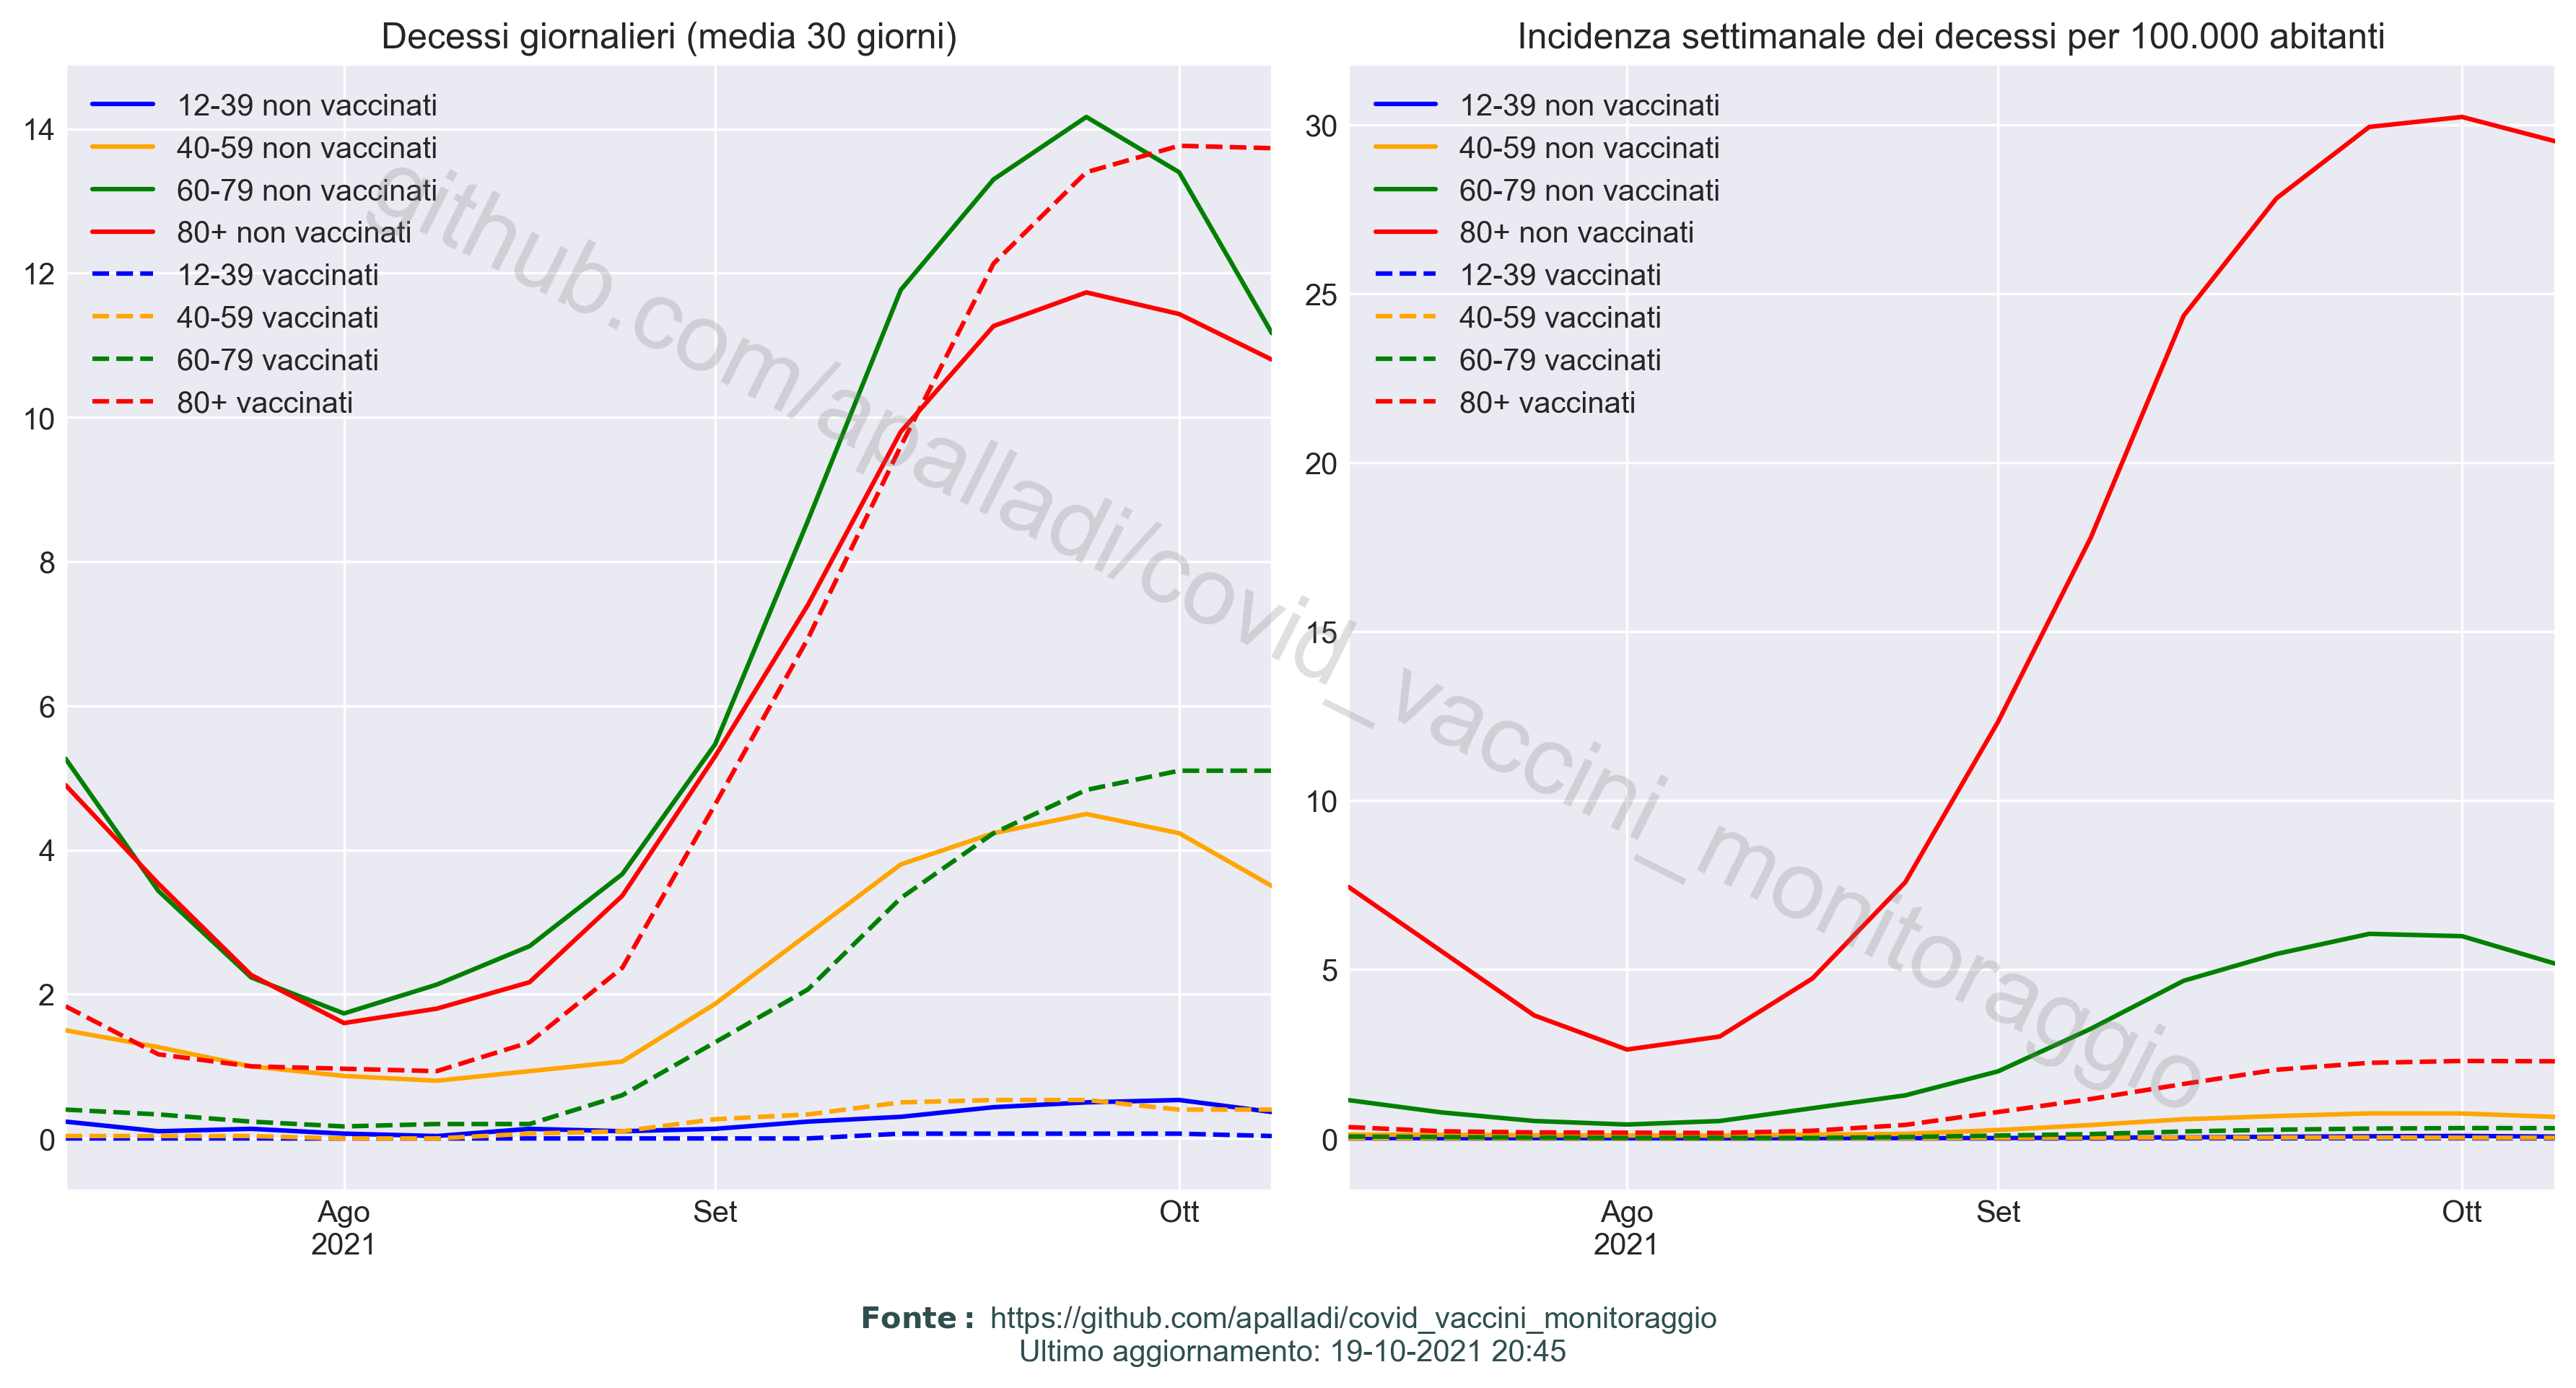 Decessi giornalieri (media 30 giorni)
14
12
10
8
6
4
2
0
12-39 non vaccinati
40-59 non vaccinati
60-79 non vaccinati
80+ non vaccinati
12-39 vaccinati
40-59 vaccinati
60-79 vaccinati
80+ vaccinati
Ago
2021
Set
Ott
Incidenza settimanale dei decessi per 100.000 abitanti
30
25
20
15
10
5
0
12-39 non vaccinati
40-59 non vaccinati
60-79 non vaccinati
80+ non vaccinati
12-39 vaccinati
40-59 vaccinati
60-79 vaccinati
80+ vaccinati
Ago
2021
Set
Ott
github.com/apalladi/covid_vaccini_monitoraggio
Fonte: https://github.com/apalladi/covid_vaccini_monitoraggio
Ultimo aggiornamento: 19-10-2021 20:45